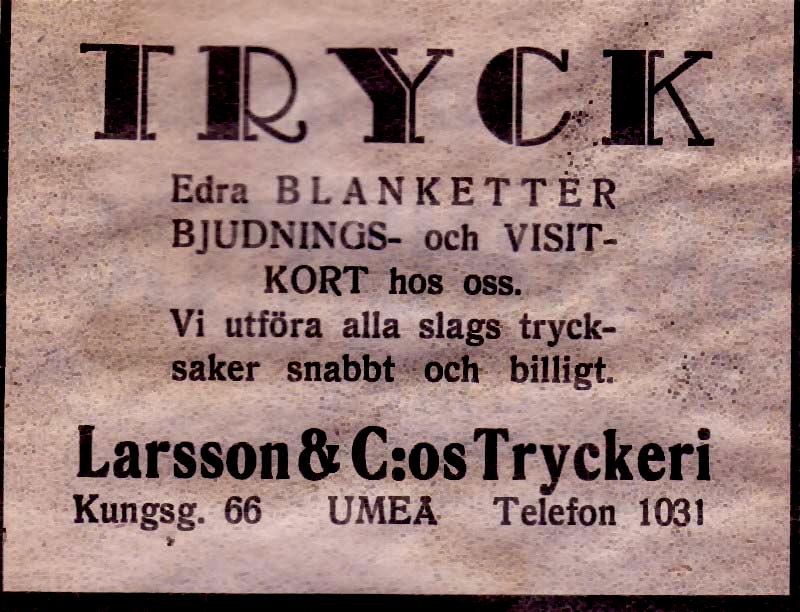 TRYCK
Edra BLANKETTER
BJUDNINGS- och VISIT-
KORT hos oss.
Vi utföra alla slags tryck-
saker snabbt och billigt.
Larsson & C:os Tryckeri
Kungsg. 66 UMEÅ Telefon 1031